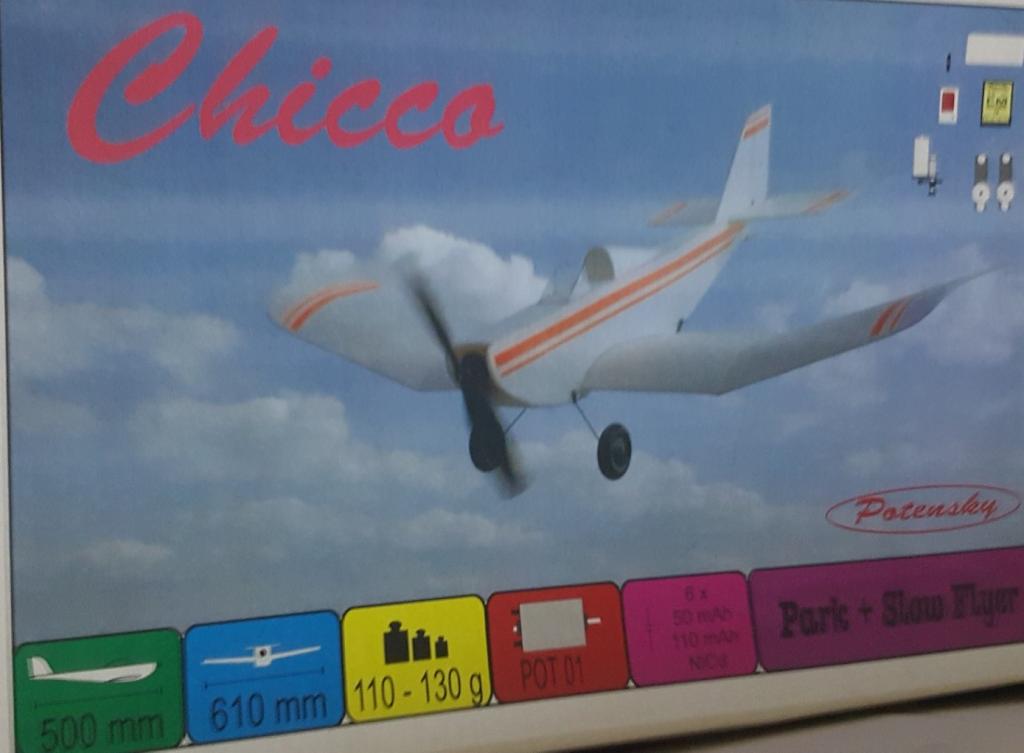 Chicco
Potensky
500 mm
610 mm
110 - 130 g
POT 01
6 x
50 mAh
110 mAh
NiCd
Park + Slow Flyer